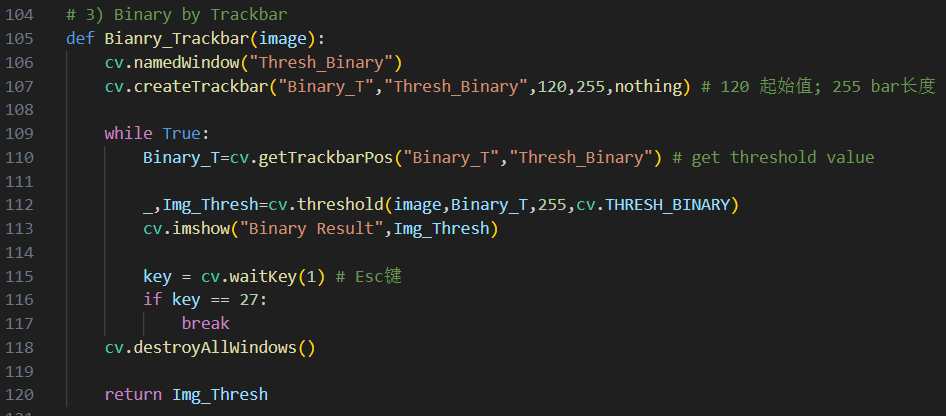 104 # 3) Binary by Trackbar
105 def Bianry_Trackbar(image):
106     cv.namedWindow("Thresh_Binary")
107     cv.createTrackbar("Binary_T","Thresh_Binary",120,255,nothing) # 120 起始值; 255 bar长度
108
109     while True:
110         Binary_T=cv.getTrackbarPos("Binary_T","Thresh_Binary") # get threshold value
111
112         _,Img_Thresh=cv.threshold(image,Binary_T,255,cv.THRESH_BINARY)
113         cv.imshow("Binary Result",Img_Thresh)
114
115         key = cv.waitKey(1) # Esc键
116         if key == 27:
117             break
118     cv.destroyAllWindows()
119
120     return Img_Thresh